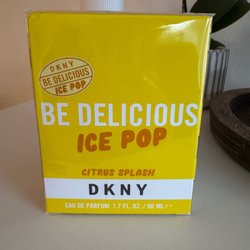 DKNY
BE DELICIOUS
ICE POP
BE DELICIOUS
ICE POP
CITRUS SPLASH
DKNY
EAU DE PARFUM 1.7 FL. OZ. / 50 ML ℮